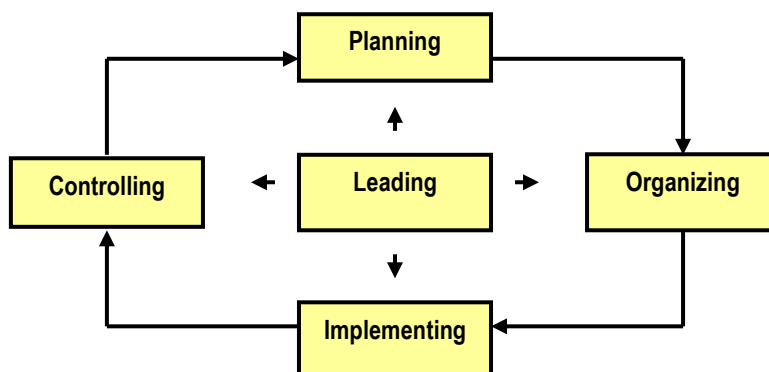 Planning
Controlling
Leading
Organizing
Implementing